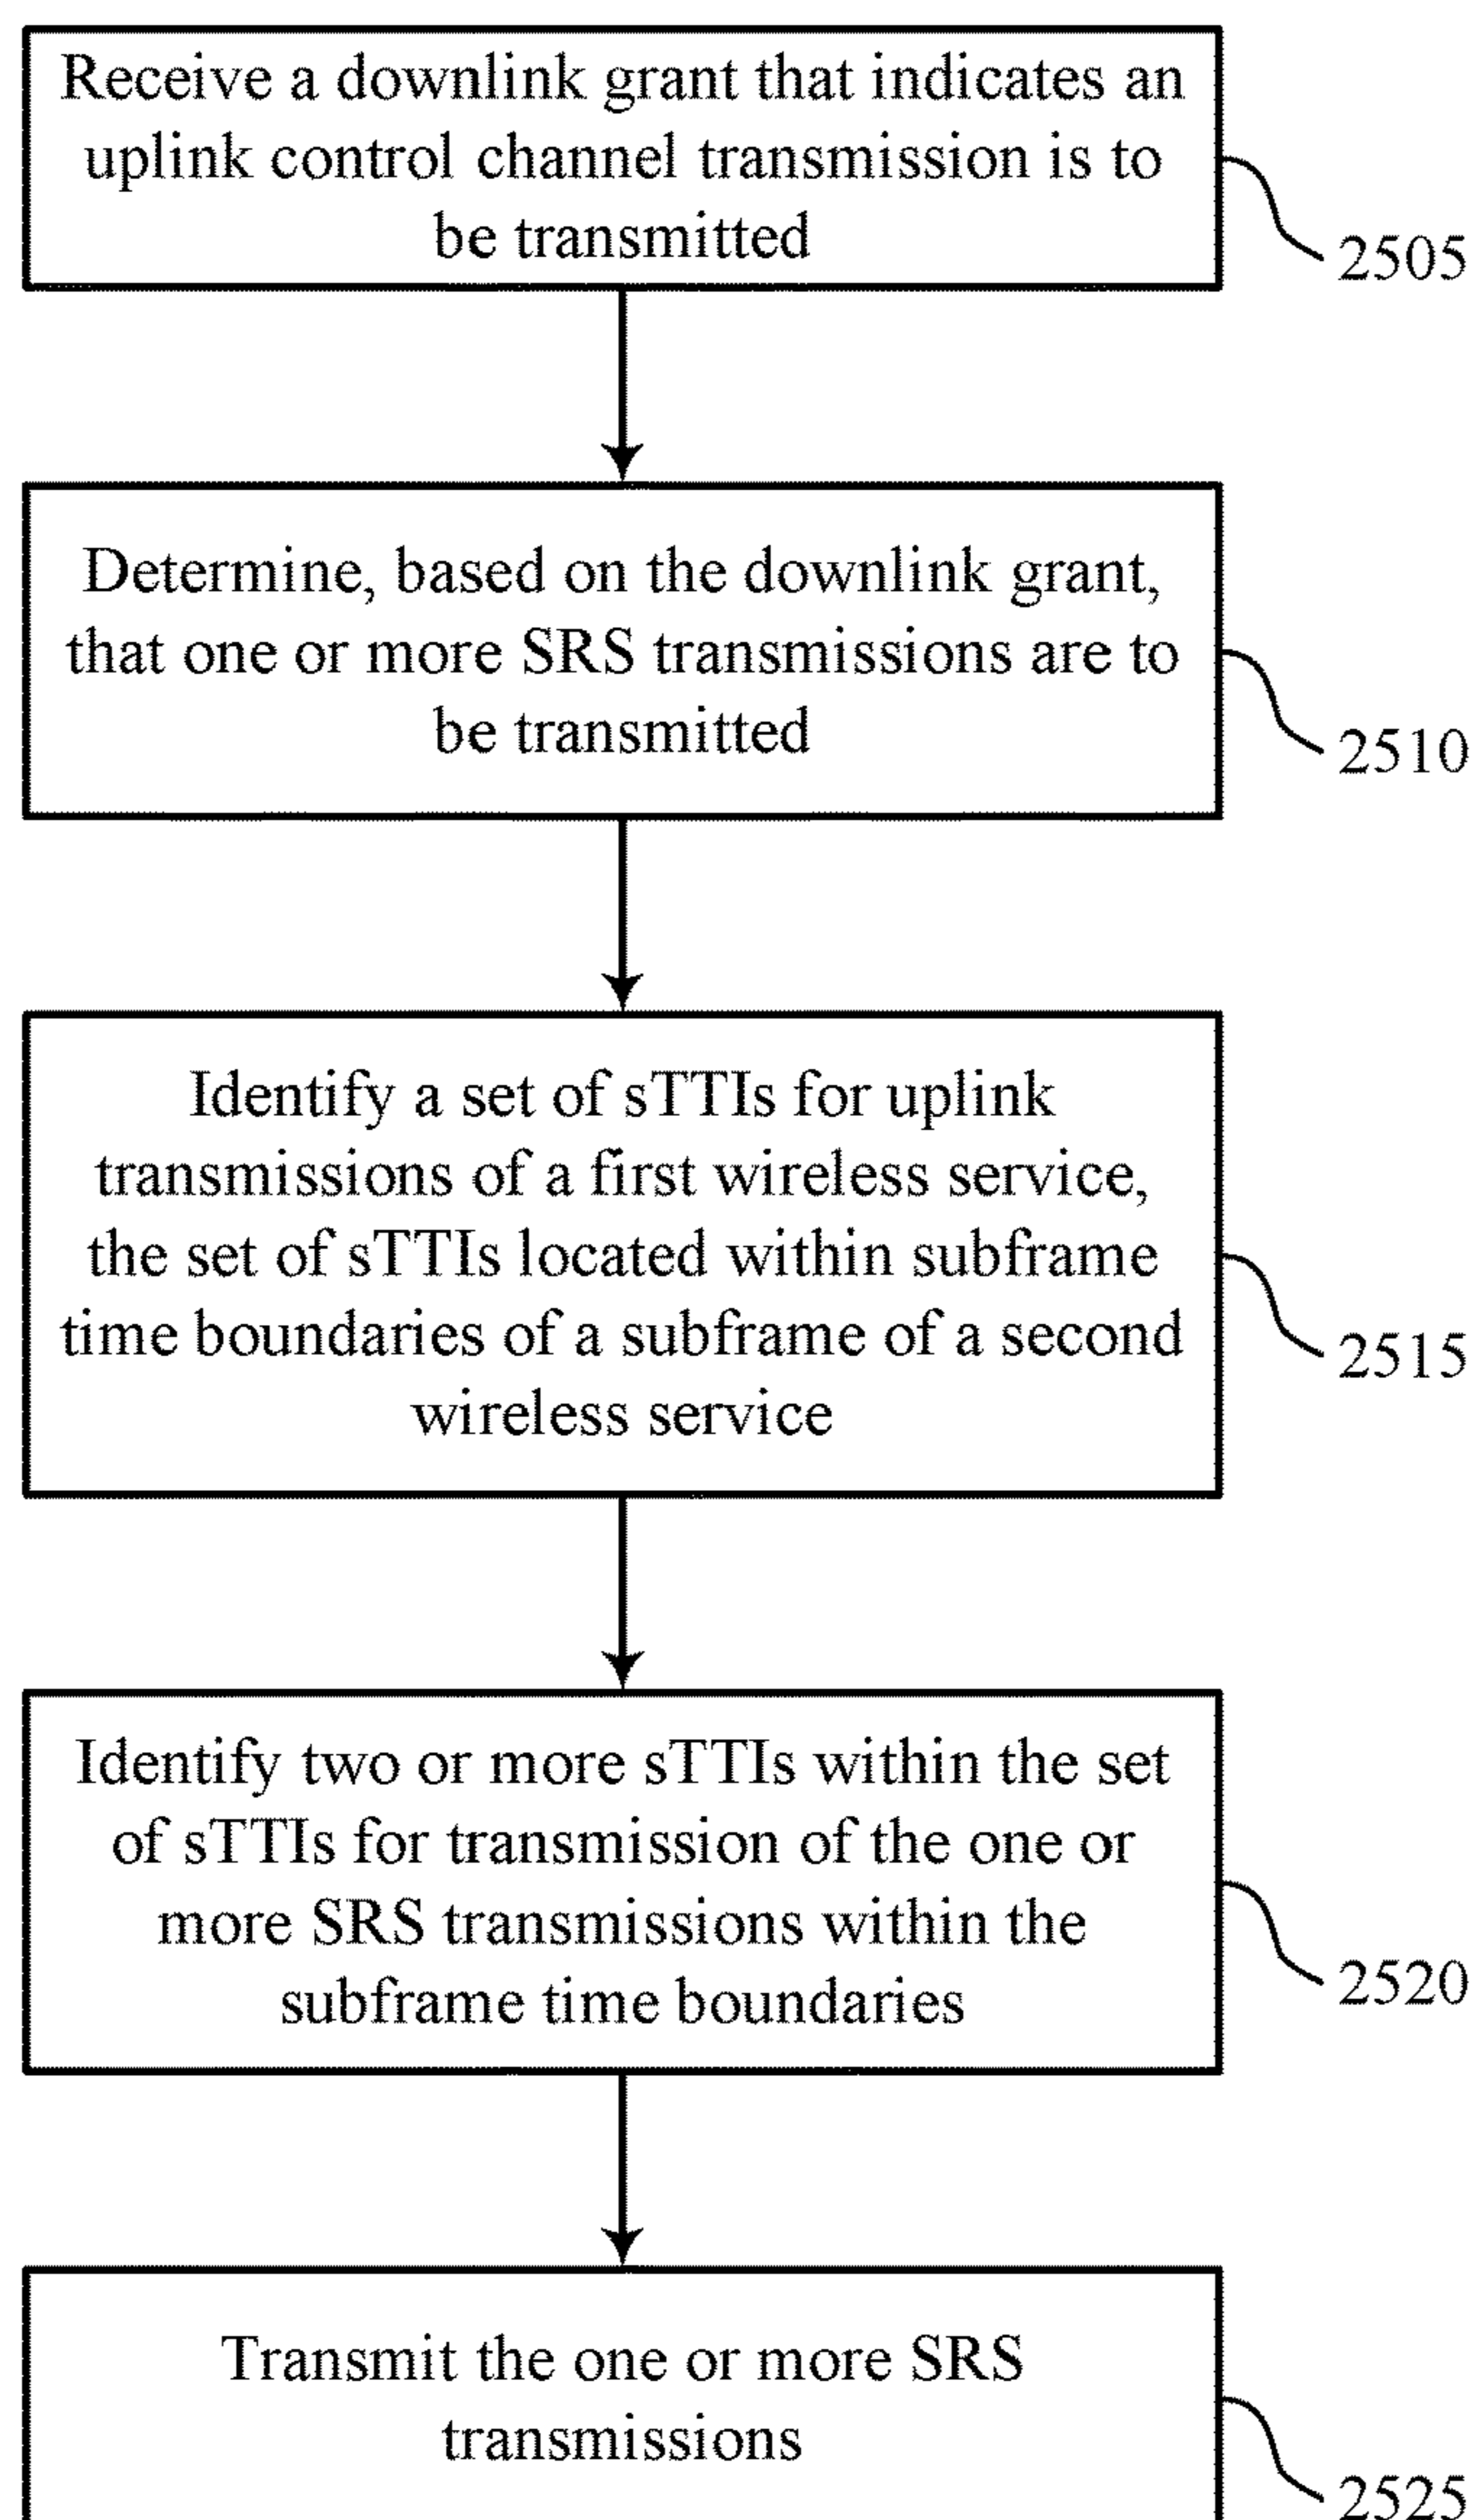 Receive a downlink grant that indicates an
uplink control channel transmission is to
be transmitted
2505
Determine, based on the downlink grant,
that one or more SRS transmissions are to
be transmitted
2510
Identify a set of sTTIs for uplink
transmissions of a first wireless service,
the set of sTTIs located within subframe
time boundaries of a subframe of a second
wireless service
2515
Identify two or more sTTIs within the set
of sTTIs for transmission of the one or
more SRS transmissions within the
subframe time boundaries
2520
Transmit the one or more SRS
transmissions
2525